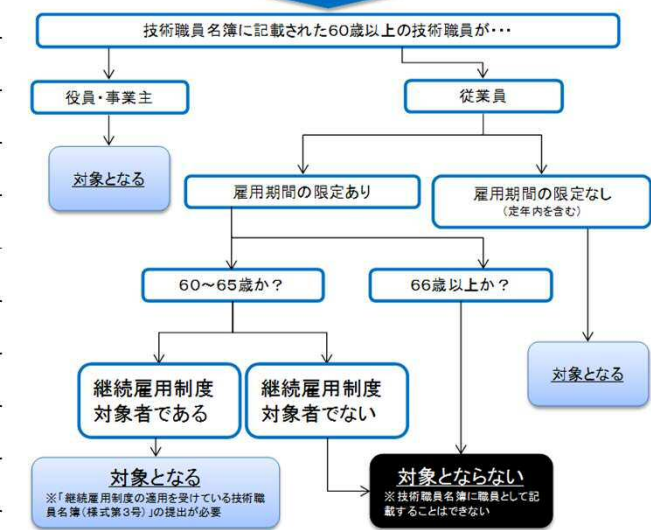 技術職員名簿に記載された60歳以上の技術職員が･･･
役員・事業主
従業員
対象となる
雇用期間の限定あり
雇用期間の限定なし
(定年内を含む)
60～65歳か？
66歳以上か？
対象となる
継続雇用制度
対象者である
継続雇用制度
対象者でない
対象となる
※「継続雇用制度の適用を受けている技術職
員名簿(様式第3号)」の提出が必要
対象とならない
※技術職員名簿に職員として記
載することはできない